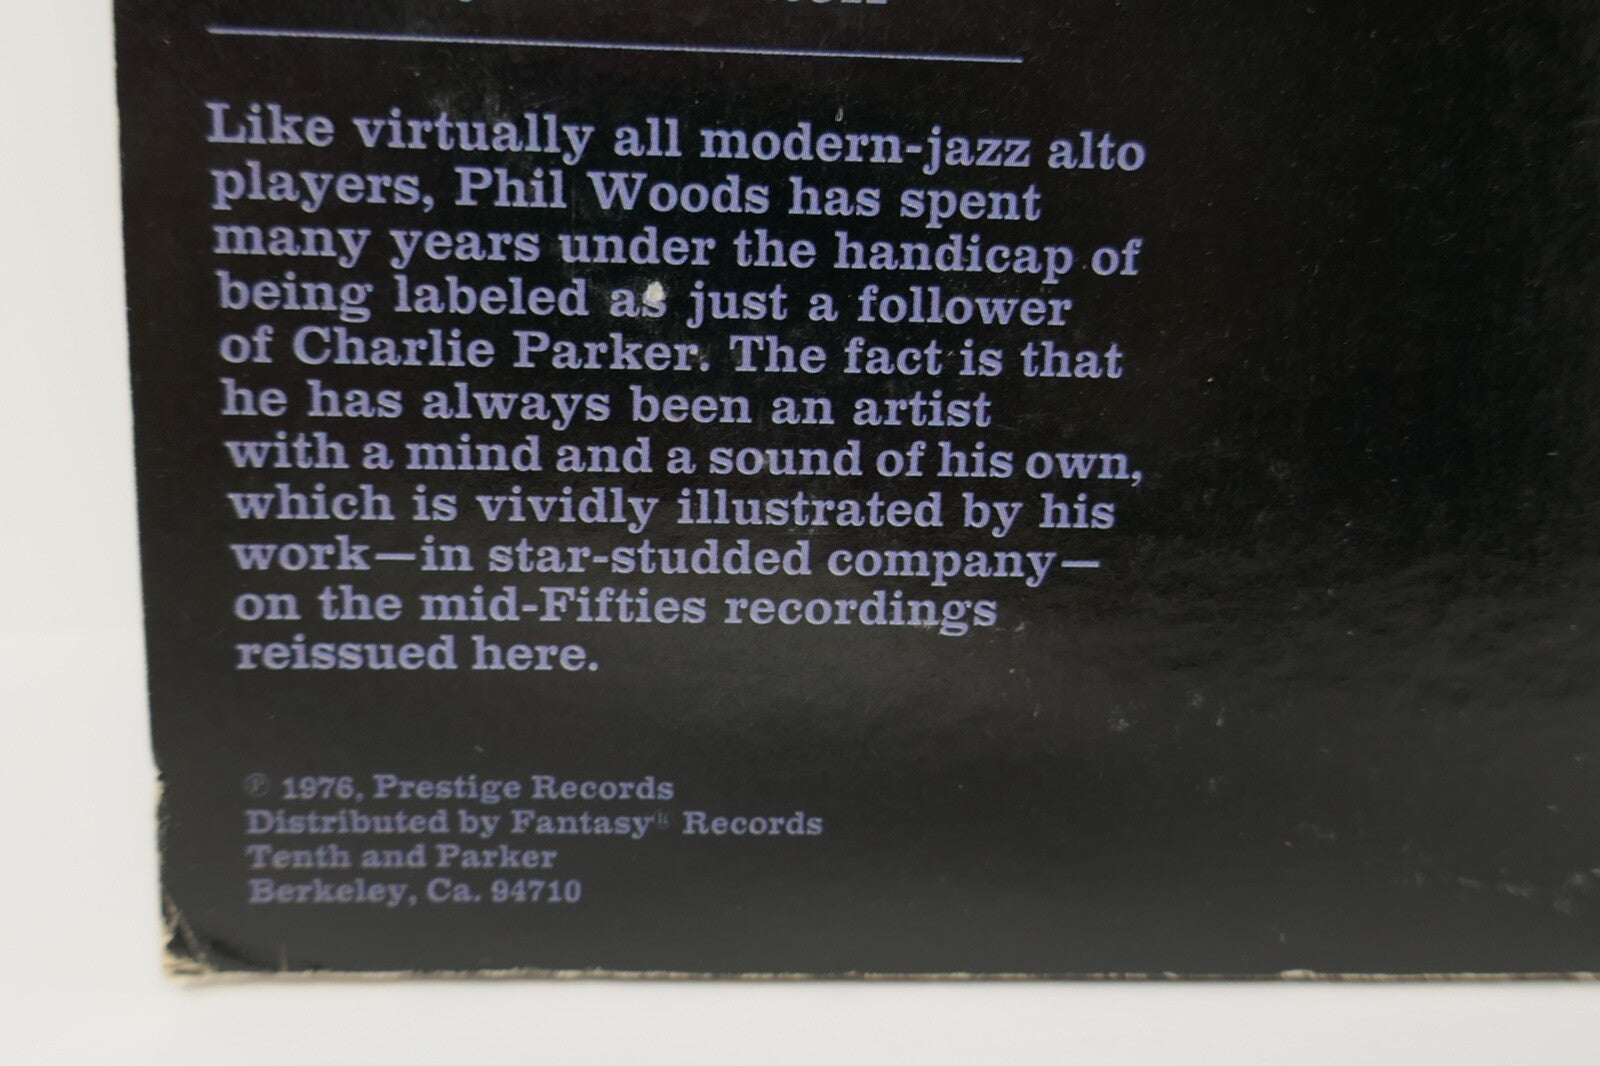 Like virtually all modern-jazz alto
players, Phil Woods has spent
many years under the handicap of
being labeled as just a follower
of Charlie Parker. The fact is that
he has always been an artist
with a mind and a sound of his own,
which is vividly illustrated by his
work—in star-studded company—
on the mid-Fifties recordings
reissued here.
℗ 1976, Prestige Records
Distributed by Fantasy® Records
Tenth and Parker
Berkeley, Ca. 94710